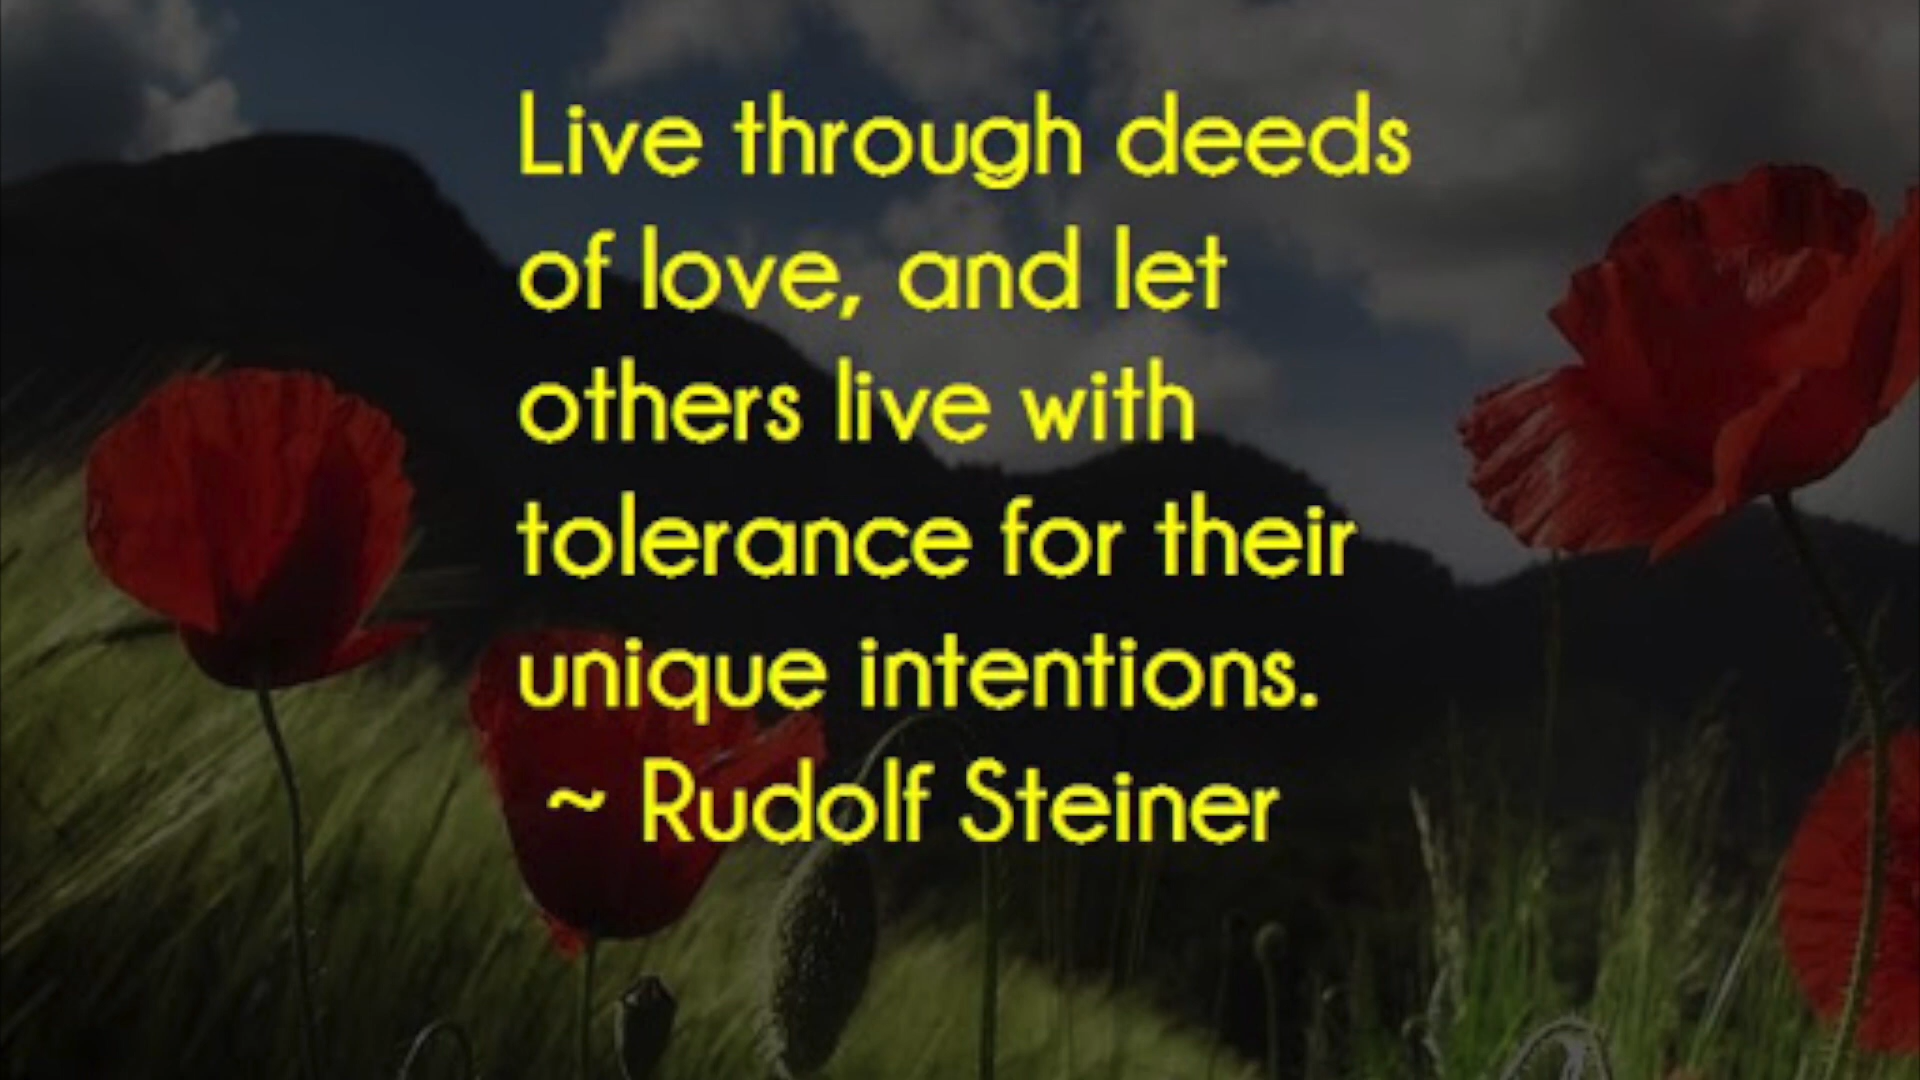 Live through deeds
of love, and let
others live with
tolerance for their
unique intentions.
~ Rudolf Steiner